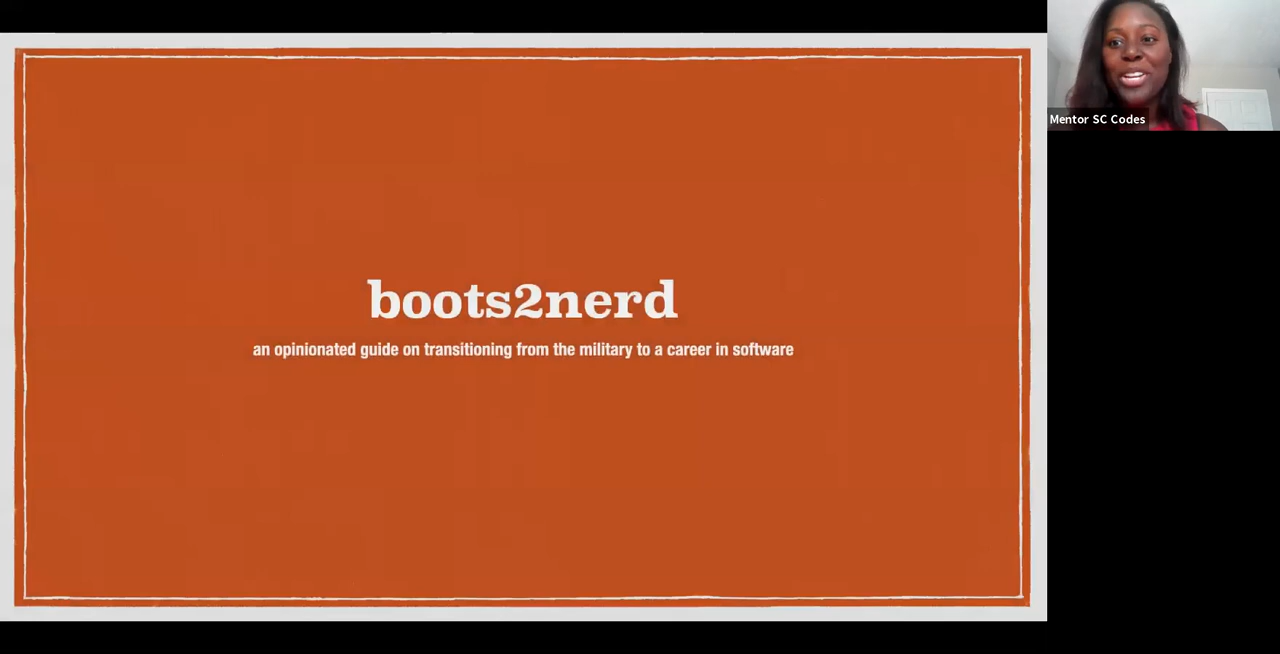 boots2nerd
an opinionated guide on transitioning from the military to a career in software
Mentor SC Codes